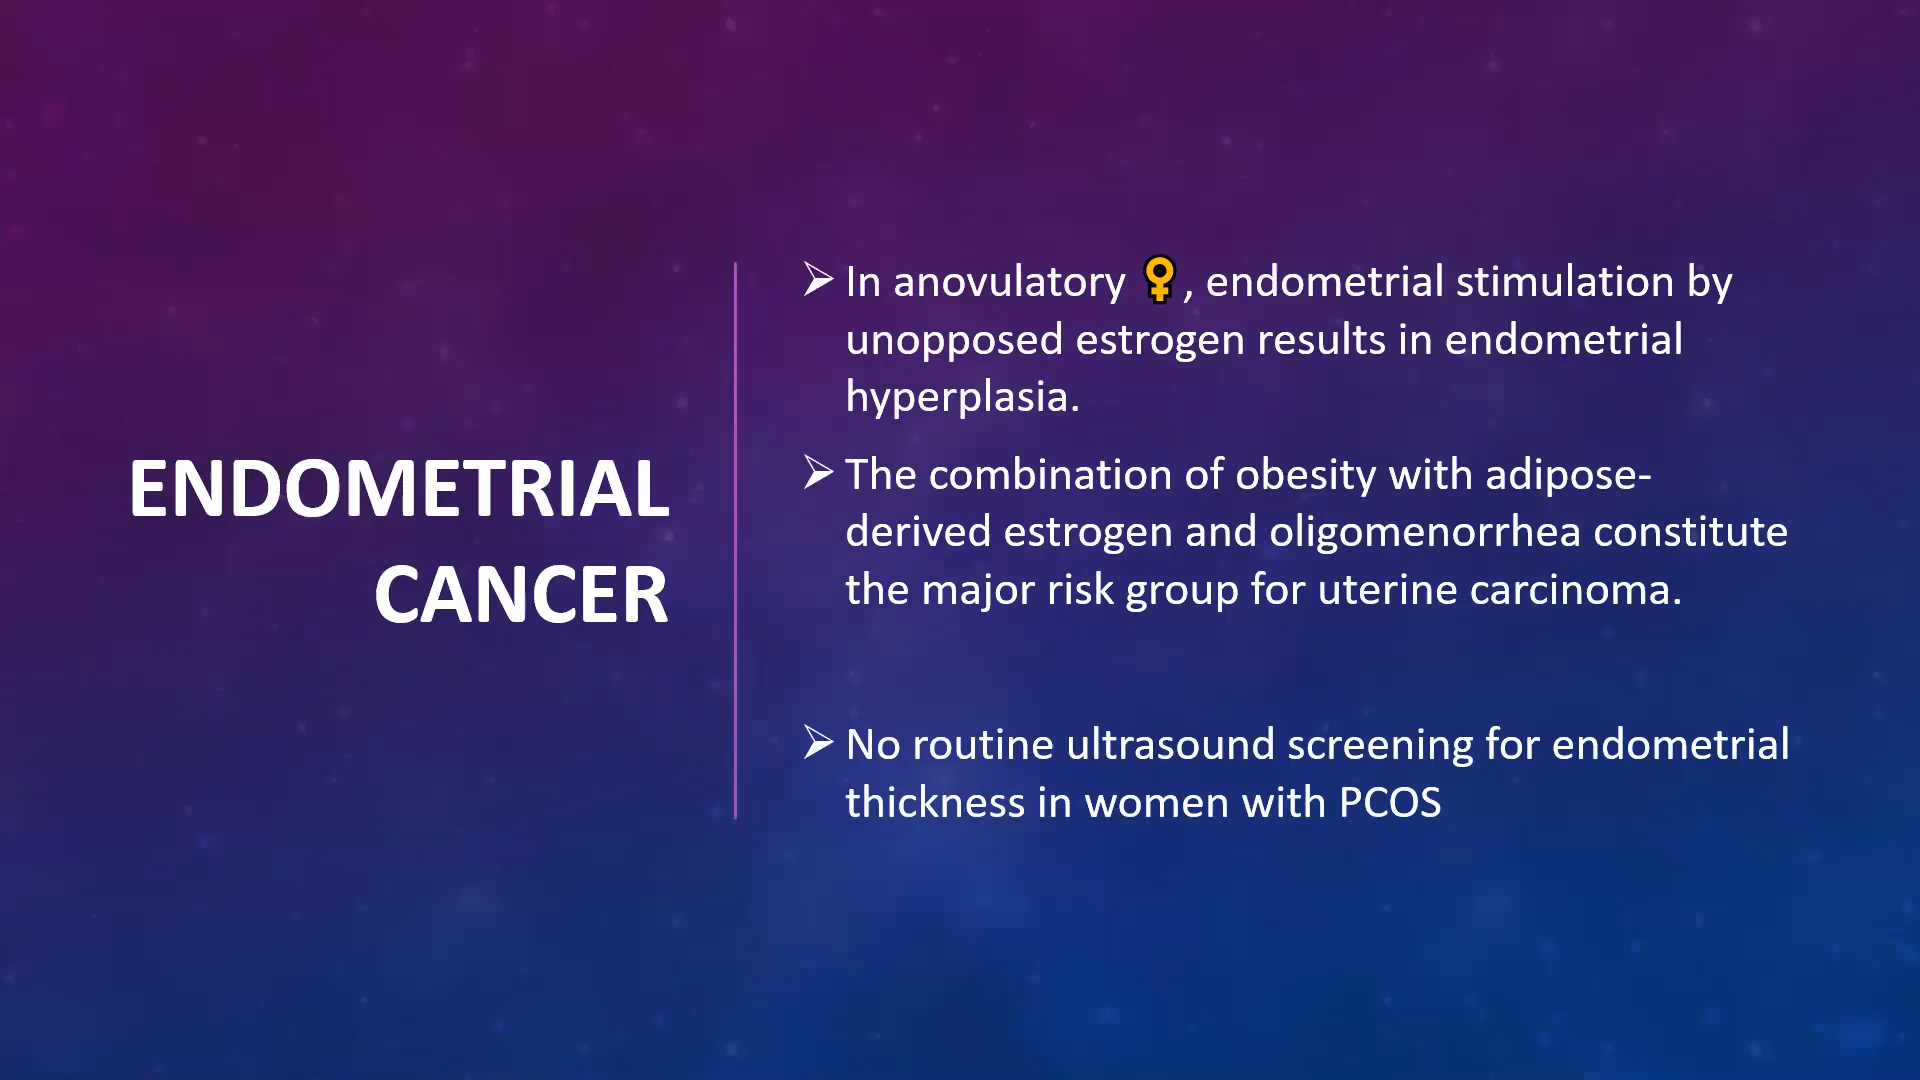 ENDOMETRIAL
CANCER
➢ In anovulatory ♀, endometrial stimulation by
unopposed estrogen results in endometrial
hyperplasia.
➢ The combination of obesity with adipose-
derived estrogen and oligomenorrhea constitute
the major risk group for uterine carcinoma.
➢ No routine ultrasound screening for endometrial
thickness in women with PCOS